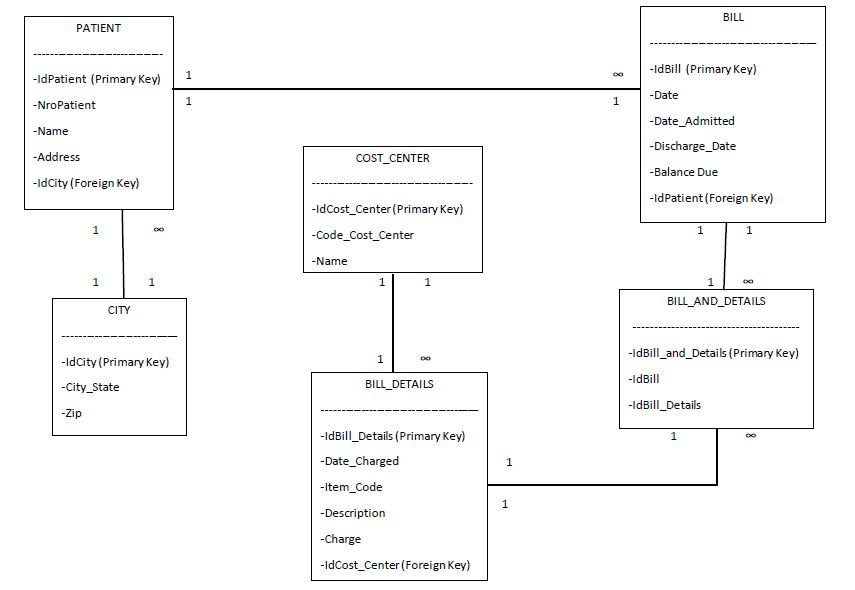 PATIENT
-IdPatient (Primary Key)
-NroPatient
-Name
-Address
-IdCity (Foreign Key)
1
∞
1
1
BILL
-IdBill (Primary Key)
-Date
-Date_Admitted
-Discharge_Date
-Balance Due
-IdPatient (Foreign Key)
COST_CENTER
-IdCost_Center (Primary Key)
-Code_Cost_Center
-Name
1
∞
1
1
CITY
-IdCity (Primary Key)
-City_State
-Zip
1
1
1
∞
BILL_DETAILS
-IdBill_Details (Primary Key)
-Date_Charged
-Item_Code
-Description
-Charge
-IdCost_Center (Foreign Key)
1
1
1
∞
BILL_AND_DETAILS
-IdBill_and_Details (Primary Key)
-IdBill
-IdBill_Details
1
∞
1
1